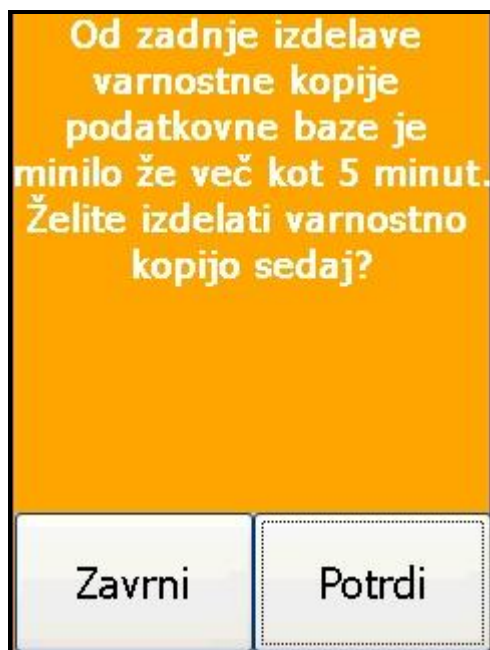 Od zadnje izdelave
varnostne kopije
podatkovne baze je
minilo že več kot 5 minut.
Želite izdelati varnostno
kopijo sedaj?
Zavrni
Potrdi